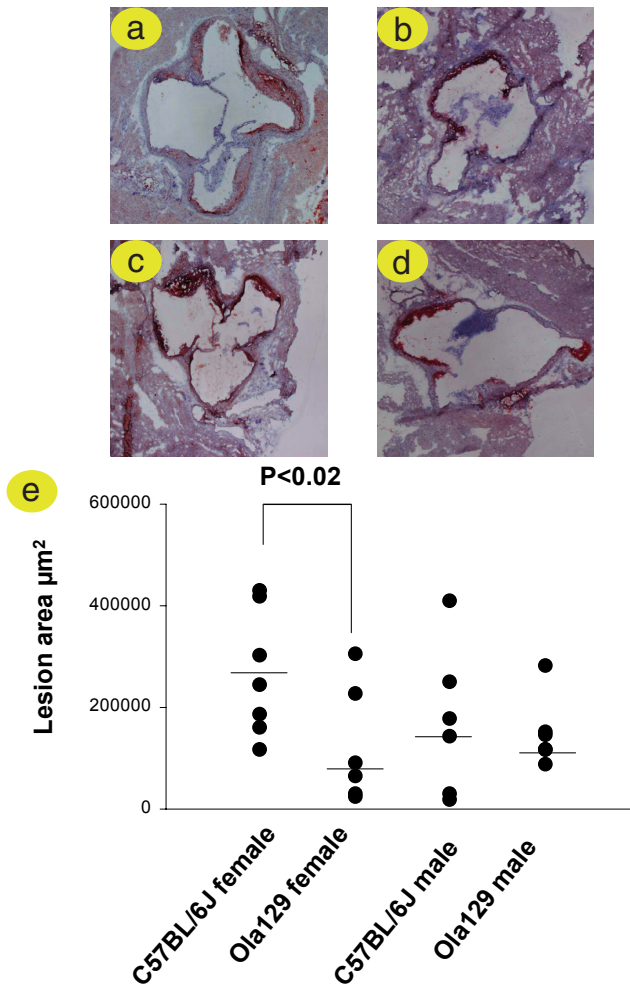 a
b
c
d
e
P<0.02
Lesion area µm²
600000
400000
200000
0
C57BL/6J female
Ola129 female
C57BL/6J male
Ola129 male